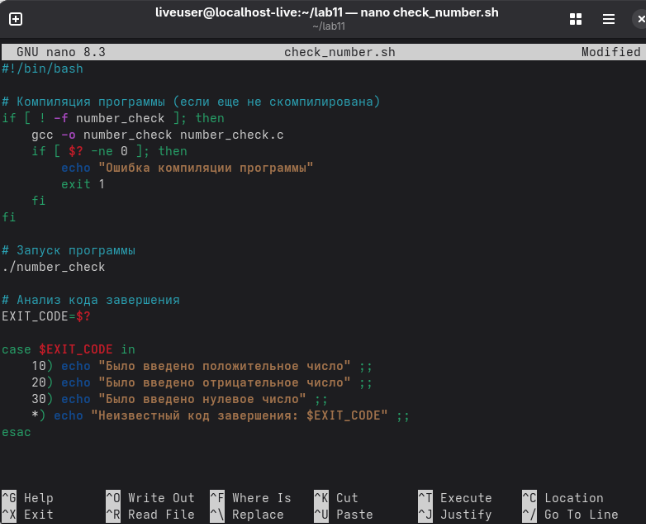 liveuser@localhost-live:~/lab11 — nano check_number.sh
~/lab11
GNU nano 8.3 check_number.sh Modified
#!/bin/bash
# Компиляция программы (если еще не скомпилирована)
if [ ! -f number_check ]; then
    gcc -o number_check number_check.c
    if [ $? -ne 0 ]; then
        echo "Ошибка компиляции программы"
        exit 1
    fi
fi
# Запуск программы
./number_check
# Анализ кода завершения
EXIT_CODE=$?
case $EXIT_CODE in
    10) echo "Было введено положительное число" ;;
    20) echo "Было введено отрицательное число" ;;
    30) echo "Было введено нулевое число" ;;
    *) echo "Неизвестный код завершения: $EXIT_CODE" ;;
esac
^G Help ^O Write Out ^F Where Is ^K Cut ^T Execute ^C Location
^X Exit ^R Read File ^\ Replace ^U Paste ^J Justify ^/ Go To Line